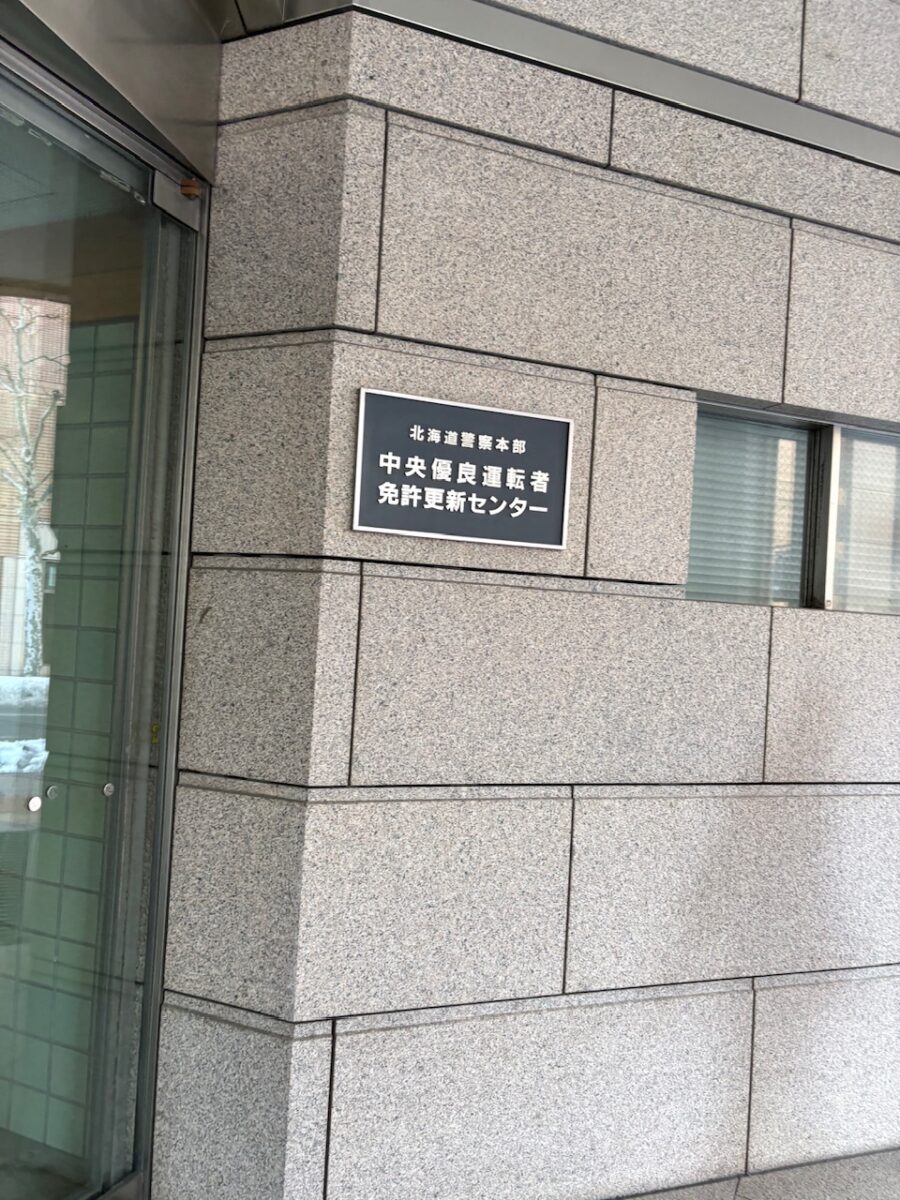 北海道警察本部
中央優良運転者
免許更新センター